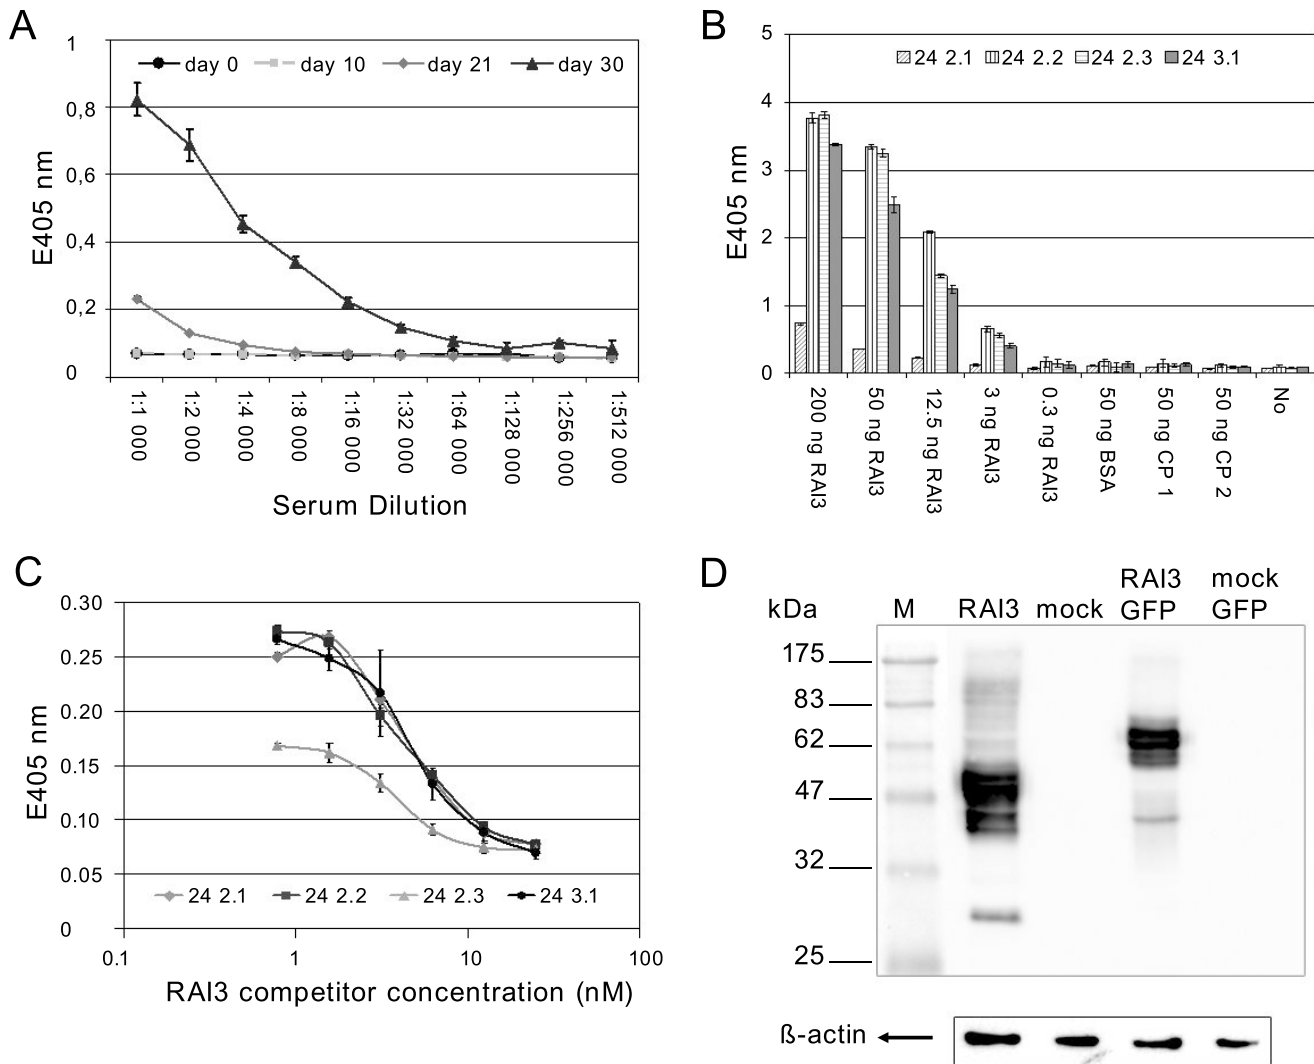 A
1
0,8
0,6
0,4
0,2
0
E405 nm
day 0
day 10
day 21
day 30
1:1 000
1:2 000
1:4 000
1:8 000
1:16 000
1:32 000
1:64 000
1:128 000
1:256 000
1:512 000
Serum Dilution
B
5
4
3
2
1
0
E405 nm
24 2.1
24 2.2
24 2.3
24 3.1
200 ng RAI3
50 ng RAI3
12.5 ng RAI3
3 ng RAI3
0.3 ng RAI3
50 ng BSA
50 ng CP 1
50 ng CP 2
No
C
0.30
0.25
0.20
0.15
0.10
0.05
0
E405 nm
24 2.1
24 2.2
24 2.3
24 3.1
0.1
1
10
100
RAI3 competitor concentration (nM)
D
kDa
M
RAI3
mock
RAI3
GFP
mock
GFP
175
83
62
47
32
25
ß-actin